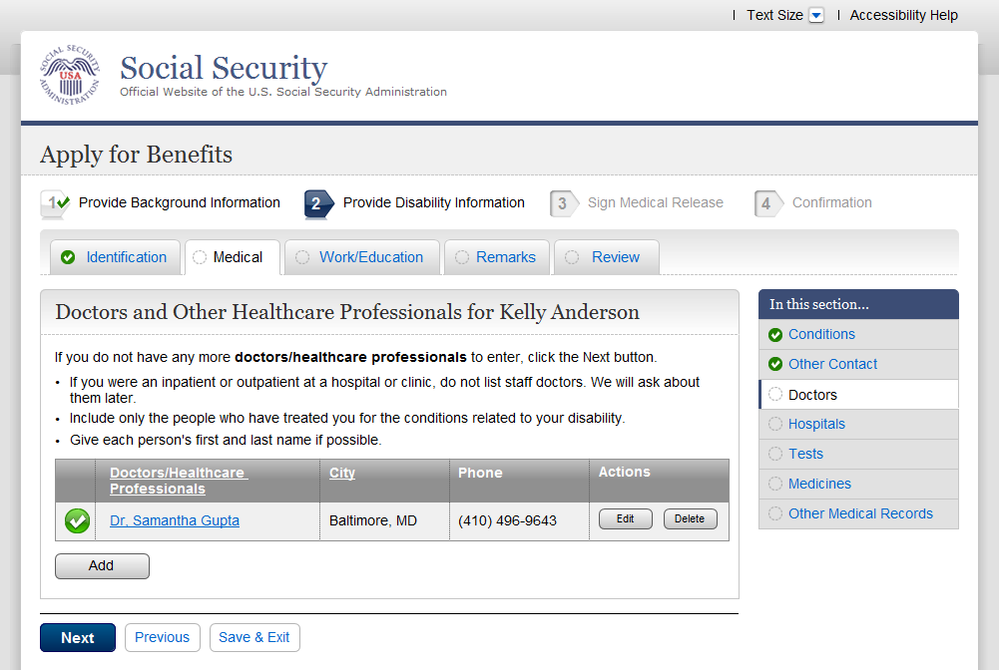 Text Size
Accessibility Help
SOCIAL SECURITY
USA
ADMINISTRATION
Social Security
Official Website of the U.S. Social Security Administration
Apply for Benefits
1 Provide Background Information
2 Provide Disability Information
3 Sign Medical Release
4 Confirmation
Identification
Medical
Work/Education
Remarks
Review
Doctors and Other Healthcare Professionals for Kelly Anderson
If you do not have any more doctors/healthcare professionals to enter, click the Next button.
• If you were an inpatient or outpatient at a hospital or clinic, do not list staff doctors. We will ask about
them later.
• Include only the people who have treated you for the conditions related to your disability.
• Give each person's first and last name if possible.
Doctors/Healthcare
Professionals
City
Phone
Actions
Dr. Samantha Gupta
Baltimore, MD
(410) 496-9643
Edit
Delete
Add
In this section...
Conditions
Other Contact
Doctors
Hospitals
Tests
Medicines
Other Medical Records
Next
Previous
Save & Exit